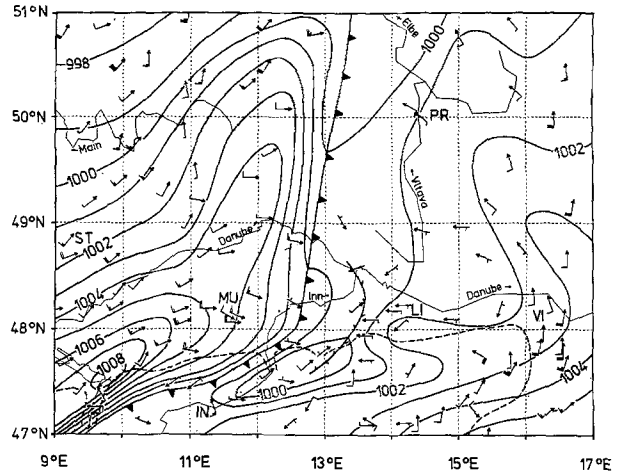 51°N
50°N
49°N
48°N
47°N
9°E
11°E
13°E
15°E
17°E
998
1000
1002
1004
1006
1008
1000
1002
1000
1002
1004
Main
Danube
Inn
Elbe
Vltava
Danube
ST
MU
IN
PR
LI
VI